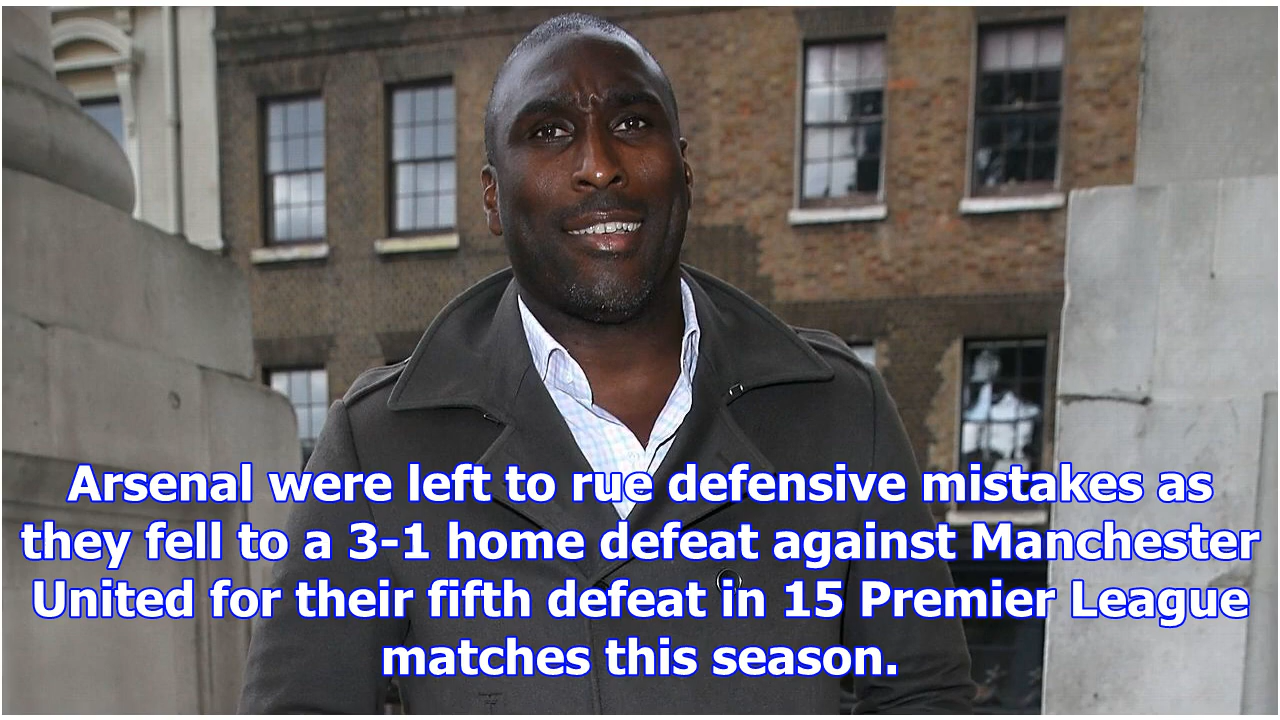 Arsenal were left to rue defensive mistakes as
they fell to a 3-1 home defeat against Manchester
United for their fifth defeat in 15 Premier League
matches this season.